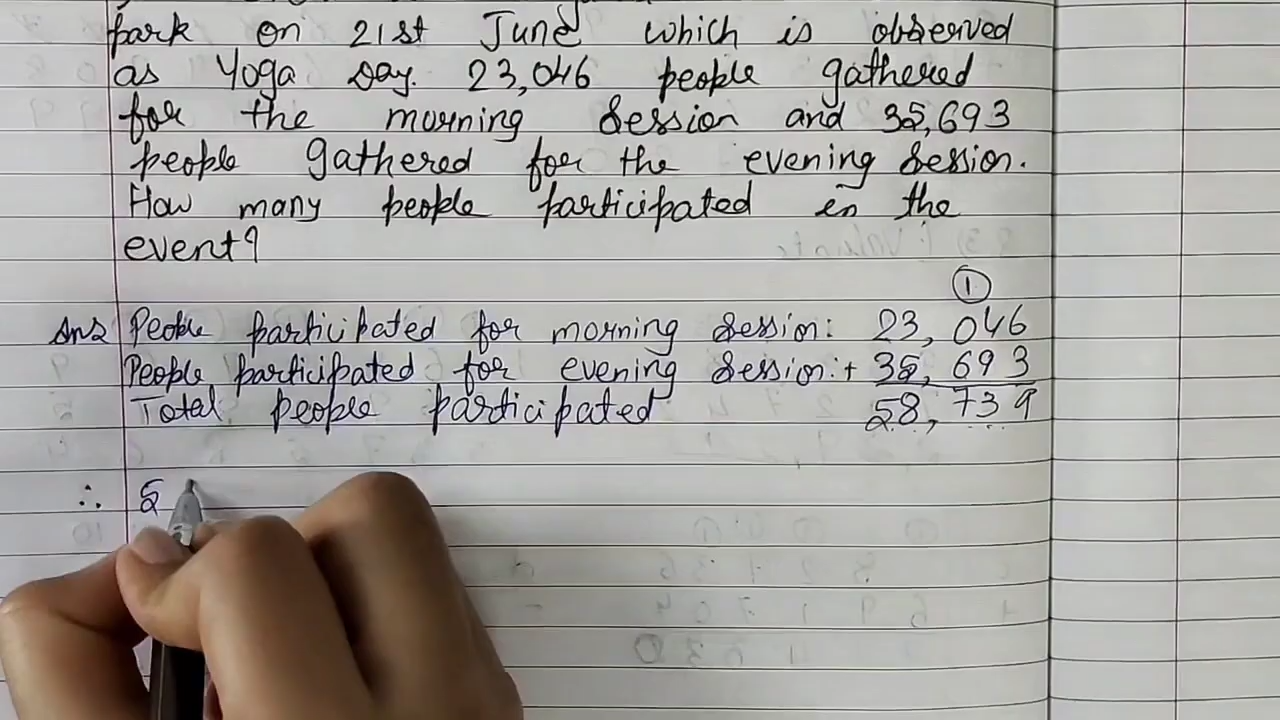 park on 21st June which is observed
as Yoga Day. 23,046 people gathered
for the morning session and 35,693
people gathered for the evening session.
How many people participated in the
event?
1
Ans People participated for morning session: 23,046
People participated for evening session: + 35,693
Total people participated 58,739
∴ 5